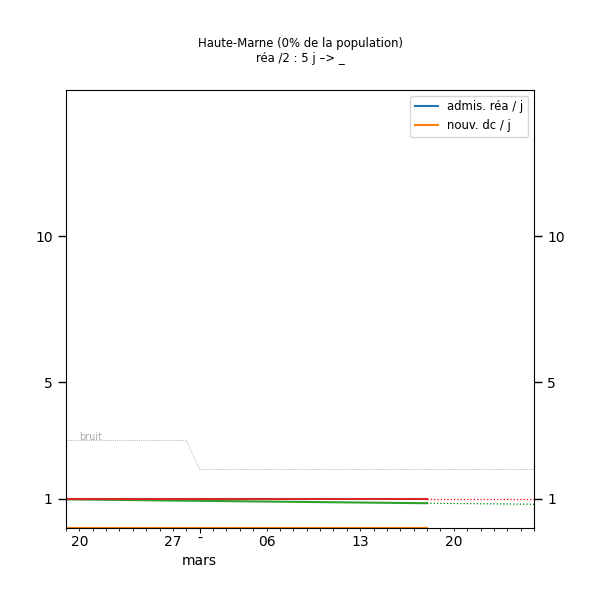 Haute-Marne (0% de la population)
réa /2 : 5 j –> _
admis. réa / j
nouv. dc / j
10 10
5 5
bruit
1 1
20 27 - 06 13 20
mars